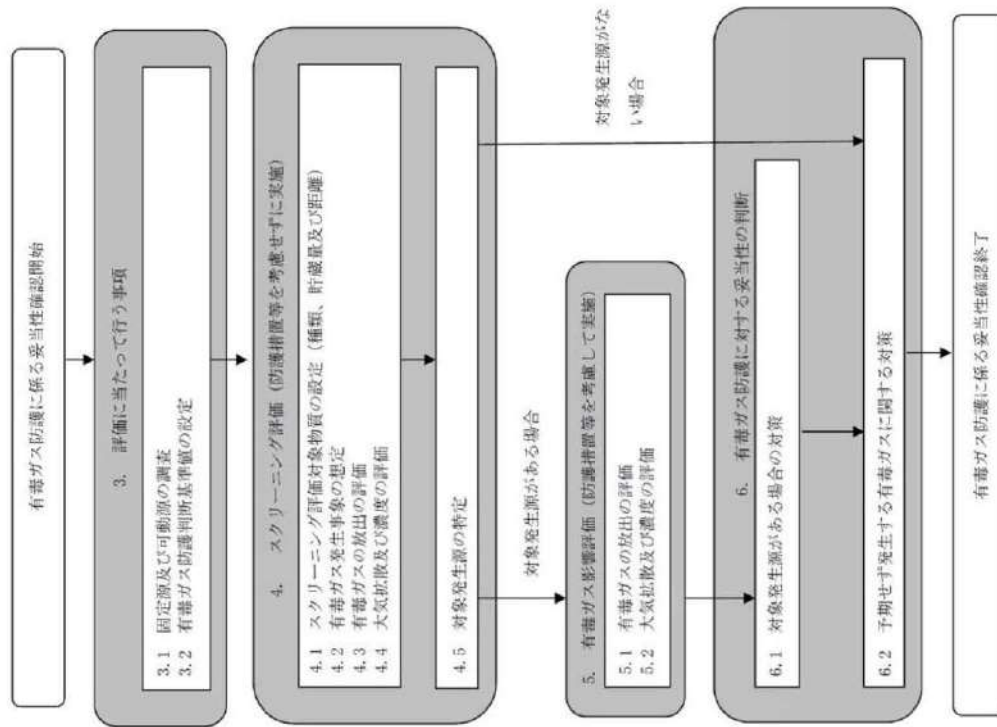 有毒ガス防護に係る妥当性確認開始
3. 評価に当たって行う事項
3.1 固定源及び可動源の調査
3.2 有毒ガス防護判断基準値の設定
4. スクリーニング評価（防護措置等を考慮せずに実施）
4.1 スクリーニング評価対象物質の設定（種類、貯蔵量及び距離）
4.2 有毒ガス発生事象の想定
4.3 有毒ガスの放出の評価
4.4 大気拡散及び濃度の評価
4.5 対象発生源の特定
対象発生源がある場合
対象発生源がな
い場合
5. 有毒ガス影響評価（防護措置等を考慮して実施）
5.1 有毒ガスの放出の評価
5.2 大気拡散及び濃度の評価
6. 有毒ガス防護に対する妥当性の判断
6.1 対象発生源がある場合の対策
6.2 予期せず発生する有毒ガスに関する対策
有毒ガス防護に係る妥当性確認終了